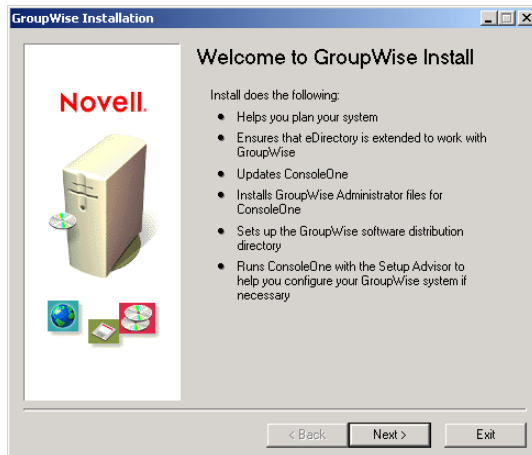 GroupWise Installation
Novell.
Welcome to GroupWise Install
Install does the following:
• Helps you plan your system
• Ensures that eDirectory is extended to work with
GroupWise
• Updates ConsoleOne
• Installs GroupWise Administrator files for
ConsoleOne
• Sets up the GroupWise software distribution
directory
• Runs ConsoleOne with the Setup Advisor to
help you configure your GroupWise system if
necessary
< Back
Next >
Exit